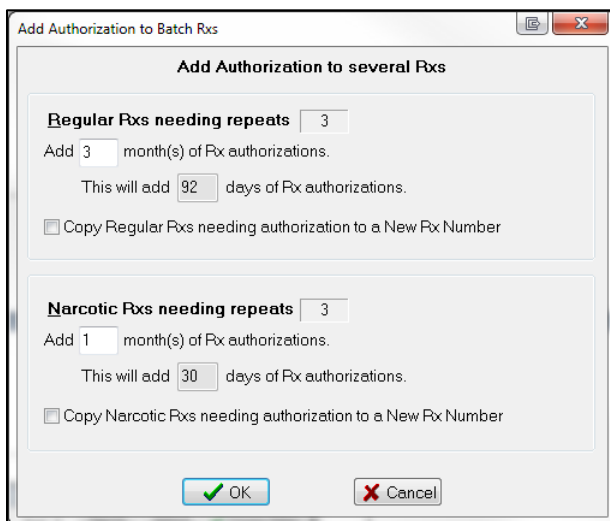 Add Authorization to Batch Rxs
Add Authorization to several Rxs
Regular Rxs needing repeats 3
Add 3 month(s) of Rx authorizations.
This will add 92 days of Rx authorizations.
Copy Regular Rxs needing authorization to a New Rx Number
Narcotic Rxs needing repeats 3
Add 1 month(s) of Rx authorizations.
This will add 30 days of Rx authorizations.
Copy Narcotic Rxs needing authorization to a New Rx Number
OK Cancel